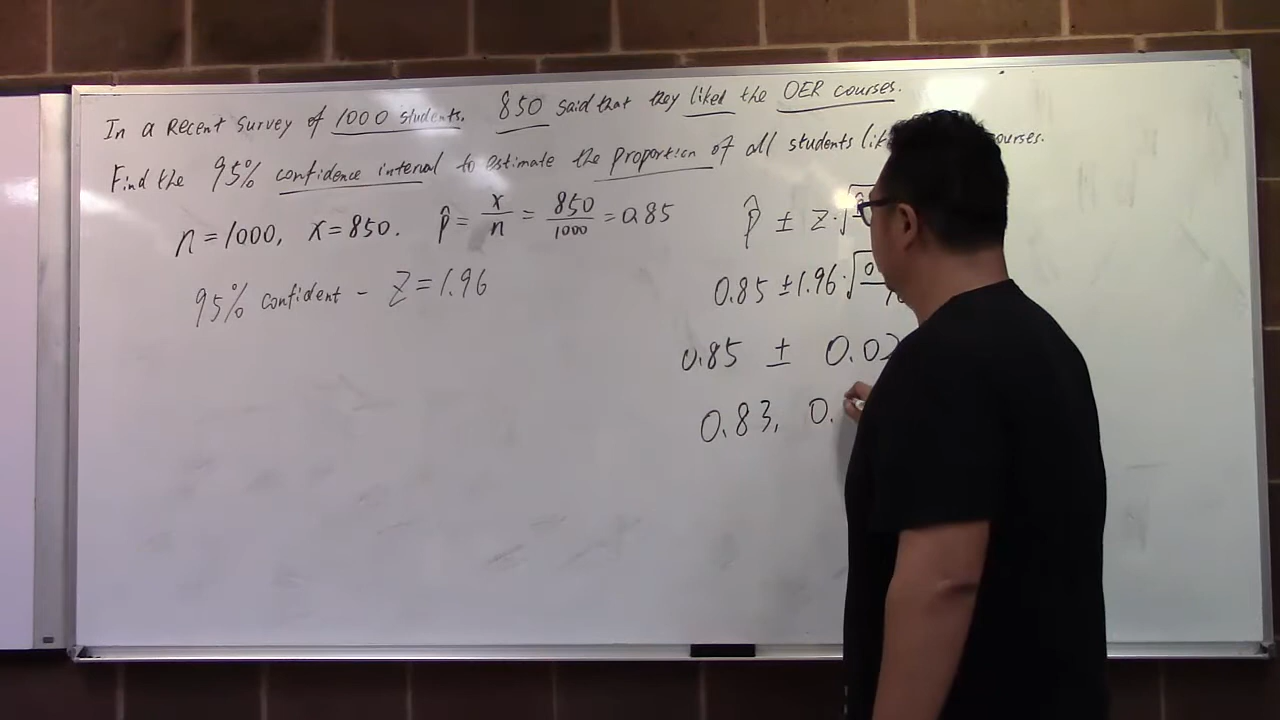 In a recent survey of 1000 students. 850 said that they liked the OER courses.
Find the 95% confidence interval to estimate the proportion of all students courses.
n = 1000, x = 850. p̂ = x/n = 850/1000 = 0.85
95% confident - Z = 1.96
p̂ ± Z·√
0.85 ± 1.96·√
0.85 ± 0.02
0.83, 0.